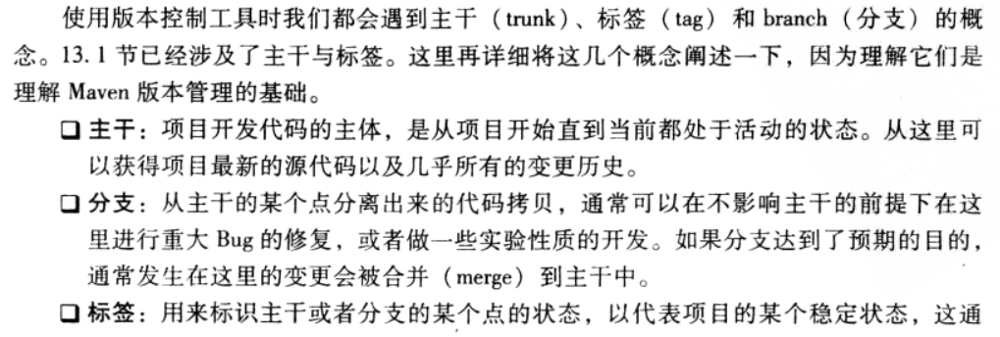 使用版本控制工具时我们都会遇到主干（trunk）、标签（tag）和 branch（分支）的概
念。13.1 节已经涉及了主干与标签。这里再详细将这几个概念阐述一下，因为理解它们是
理解 Maven 版本管理的基础。
❑ 主干：项目开发代码的主体，是从项目开始直到当前都处于活动的状态。从这里可
以获得项目最新的源代码以及几乎所有的变更历史。
❑ 分支：从主干的某个点分离出来的代码拷贝，通常可以在不影响主干的前提下在这
里进行重大 Bug 的修复，或者做一些实验性质的开发。如果分支达到了预期的目的，
通常发生在这里的变更会被合并（merge）到主干中。
❑ 标签：用来标识主干或者分支的某个点的状态，以代表项目的某个稳定状态，这通